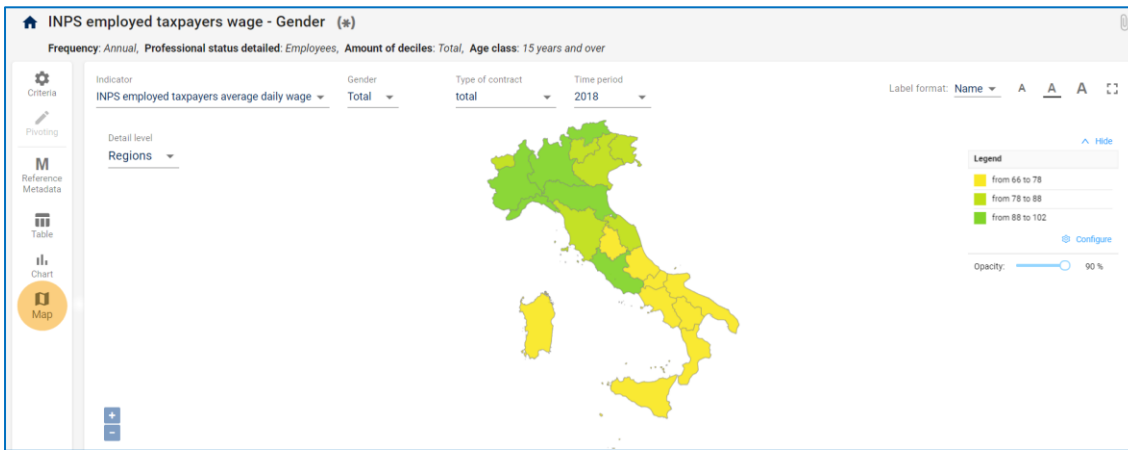 INPS employed taxpayers wage - Gender (∗)
Frequency: Annual, Professional status detailed: Employees, Amount of deciles: Total, Age class: 15 years and over
Criteria
Pivoting
M
Reference
Metadata
Table
Chart
Map
Indicator
INPS employed taxpayers average daily wage
Gender
Total
Type of contract
total
Time period
2018
Label format: Name A A A
Detail level
Regions
Hide
Legend
from 66 to 78
from 78 to 88
from 88 to 102
Configure
Opacity: 90 %
+
−